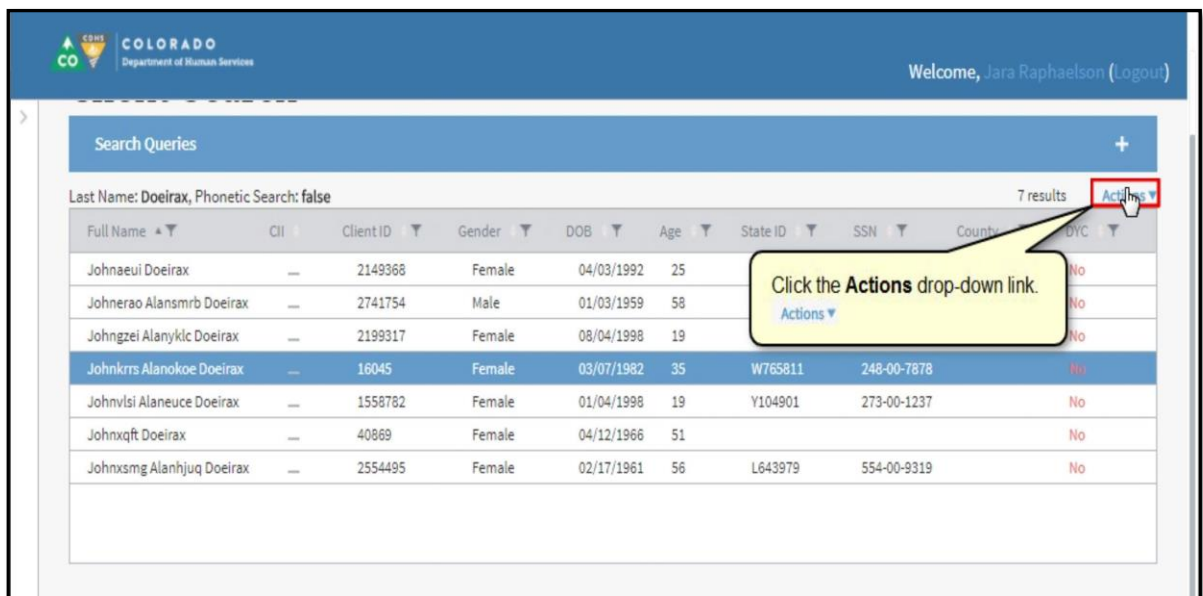 CDHS
CO
COLORADO
Department of Human Services
Welcome, Jara Raphaelson (Logout)
Search Queries +
Last Name: Doeirax, Phonetic Search: false 7 results Actions ▼
Full Name CII Client ID Gender DOB Age State ID SSN County DYC
Johnaeui Doeirax — 2149368 Female 04/03/1992 25 No
Johnerao Alansmrb Doeirax — 2741754 Male 01/03/1959 58 No
Johngzei Alanyklc Doeirax — 2199317 Female 08/04/1998 19 No
Click the Actions drop-down link.
Actions ▼
Johnkrrs Alanokoe Doeirax — 16045 Female 03/07/1982 35 W765811 248-00-7878 No
Johnvlsi Alaneuce Doeirax — 1558782 Female 01/04/1998 19 Y104901 273-00-1237 No
Johnxqft Doeirax — 40869 Female 04/12/1966 51 No
Johnxsmg Alanhjuq Doeirax — 2554495 Female 02/17/1961 56 L643979 554-00-9319 No